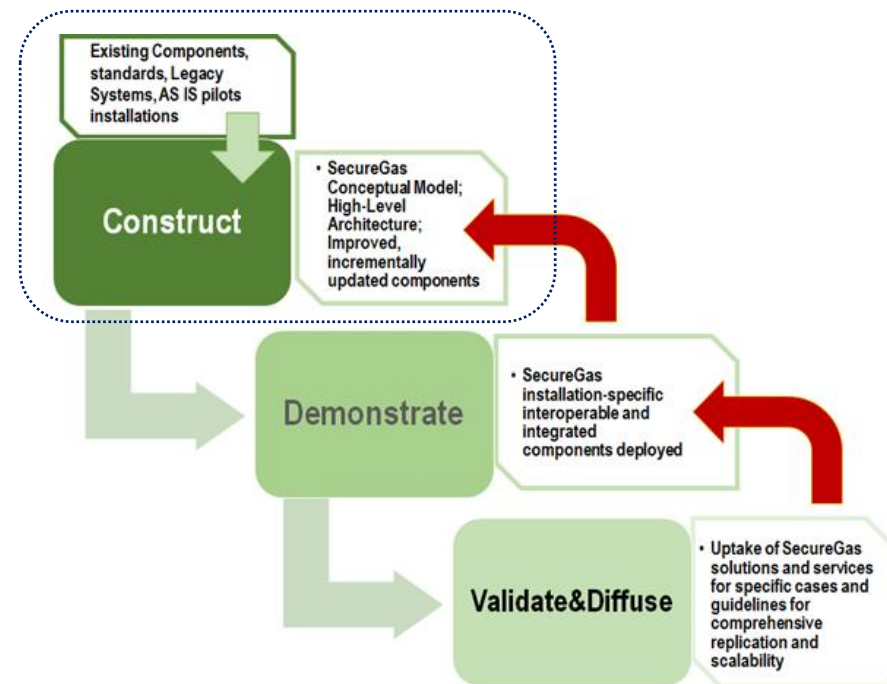 Existing Components,
standards, Legacy
Systems, AS IS pilots
installations
Construct
• SecureGas
Conceptual Model;
High-Level
Architecture;
Improved,
incrementally
updated components
Demonstrate
• SecureGas
installation-specific
interoperable and
integrated
components deployed
Validate&Diffuse
• Uptake of SecureGas
solutions and services
for specific cases and
guidelines for
comprehensive
replication and
scalability